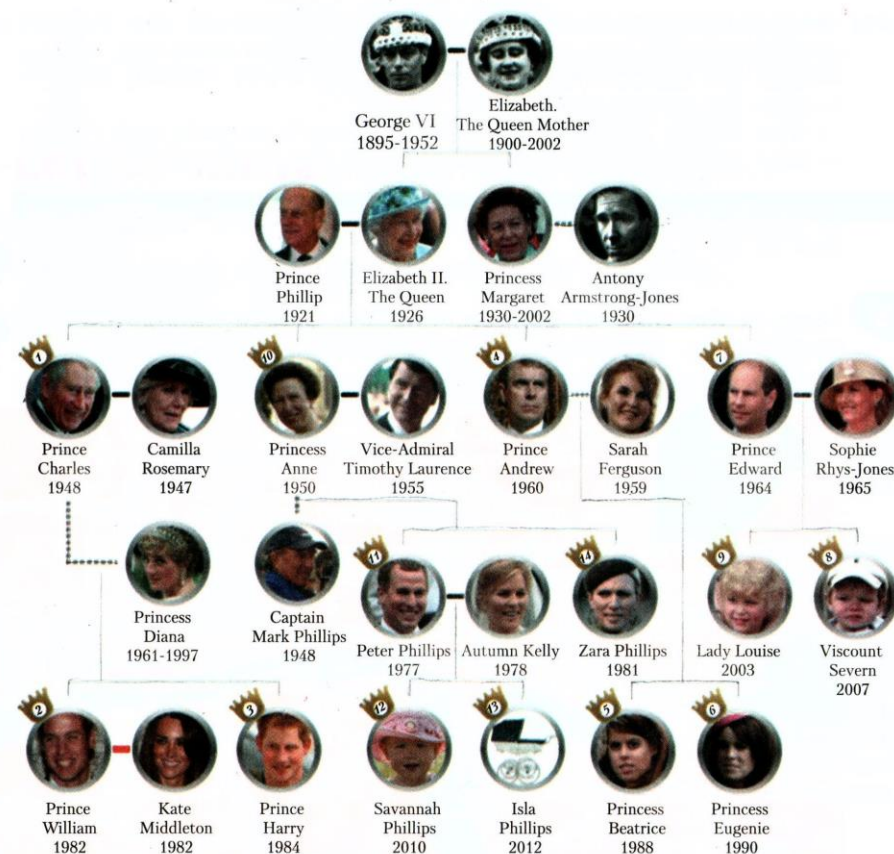 George VI
1895-1952
Elizabeth.
The Queen Mother
1900-2002
Prince
Phillip
1921
Elizabeth II.
The Queen
1926
Princess
Margaret
1930-2002
Antony
Armstrong-Jones
1930
1
Prince
Charles
1948
Camilla
Rosemary
1947
10
Princess
Anne
1950
Vice-Admiral
Timothy Laurence
1955
4
Prince
Andrew
1960
Sarah
Ferguson
1959
7
Prince
Edward
1964
Sophie
Rhys-Jones
1965
Princess
Diana
1961-1997
Captain
Mark Phillips
1948
11
Peter Phillips
1977
Autumn Kelly
1978
14
Zara Phillips
1981
9
Lady Louise
2003
8
Viscount
Severn
2007
2
Prince
William
1982
Kate
Middleton
1982
3
Prince
Harry
1984
12
Savannah
Phillips
2010
13
Isla
Phillips
2012
5
Princess
Beatrice
1988
6
Princess
Eugenie
1990